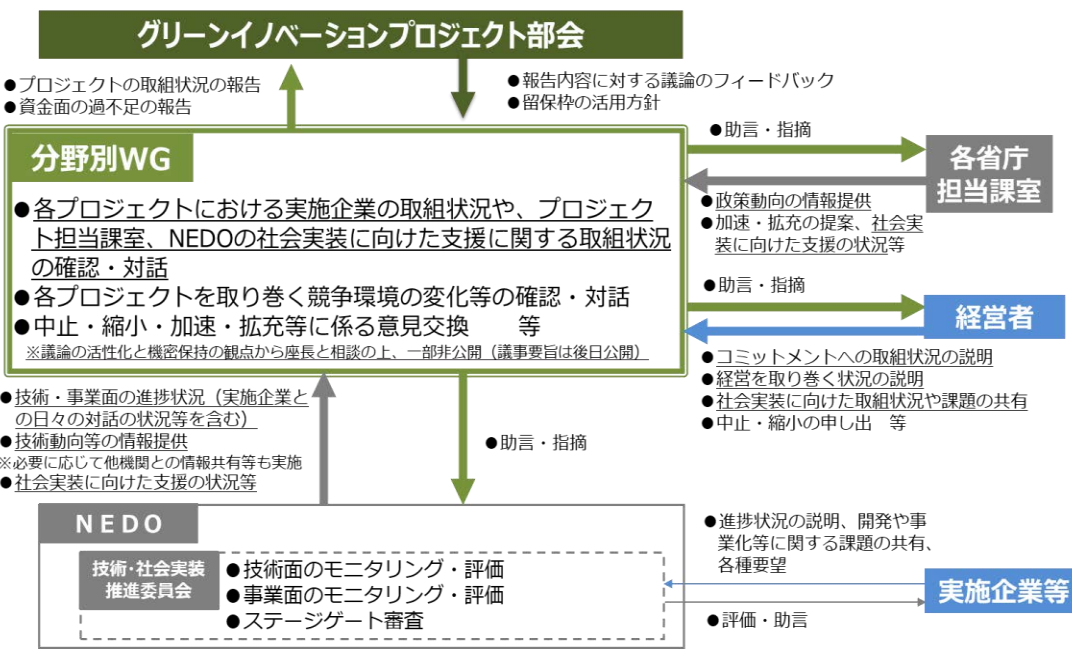 グリーンイノベーションプロジェクト部会
●プロジェクトの取組状況の報告
●資金面の過不足の報告
●報告内容に対する議論のフィードバック
●留保枠の活用方針
分野別WG
●各プロジェクトにおける実施企業の取組状況や、プロジェク
ト担当課室、NEDOの社会実装に向けた支援に関する取組状況
の確認・対話
●各プロジェクトを取り巻く競争環境の変化等の確認・対話
●中止・縮小・加速・拡充等に係る意見交換　　等
※議論の活性化と機密保持の観点から座長と相談の上、一部非公開（議事要旨は後日公開）
●助言・指摘
各省庁
担当課室
●政策動向の情報提供
●加速・拡充の提案、社会実
装に向けた支援の状況等
●助言・指摘
経営者
●コミットメントへの取組状況の説明
●経営を取り巻く状況の説明
●社会実装に向けた取組状況や課題の共有
●中止・縮小の申し出　等
●技術・事業面の進捗状況（実施企業と
の日々の対話の状況等を含む）
●技術動向等の情報提供
※必要に応じて他機関との情報共有等も実施
●社会実装に向けた支援の状況等
●助言・指摘
NEDO
技術・社会実装
推進委員会
●技術面のモニタリング・評価
●事業面のモニタリング・評価
●ステージゲート審査
●進捗状況の説明、開発や事
業化等に関する課題の共有、
各種要望
実施企業等
●評価・助言